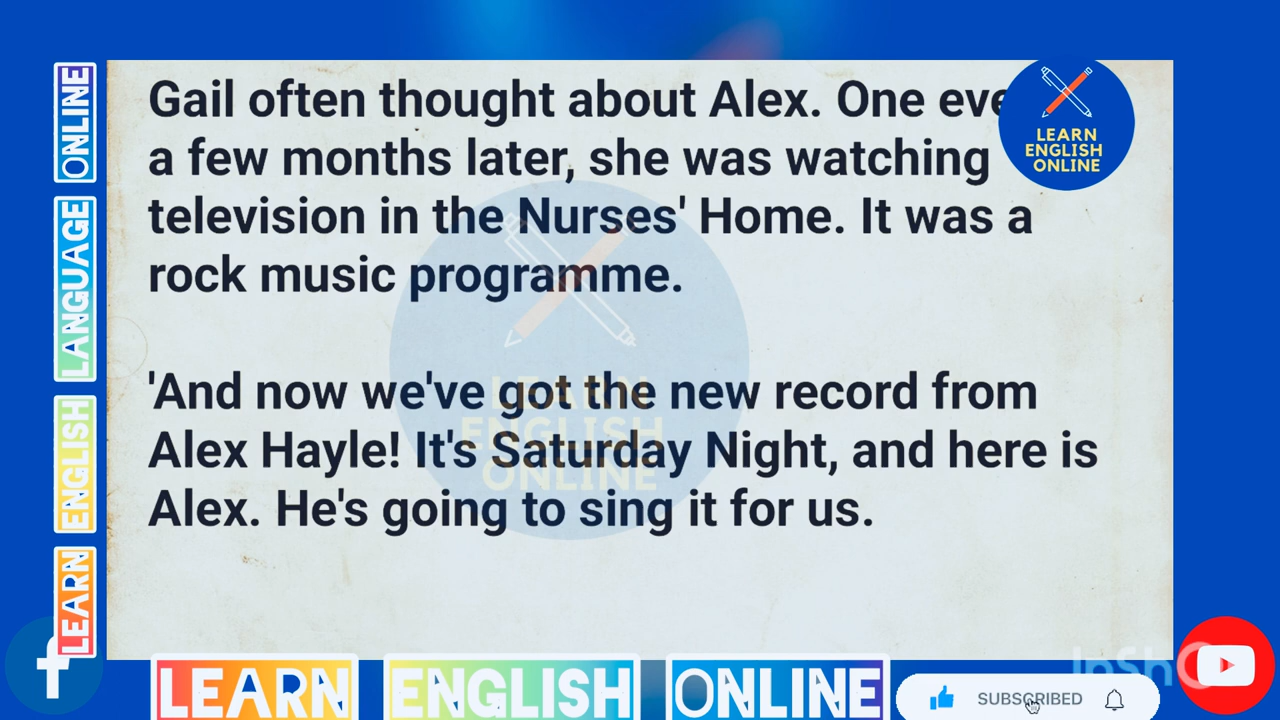 Gail often thought about Alex. One
a few months later, she was watching
television in the Nurses' Home. It was a
rock music programme.
'And now we've got the new record from
Alex Hayle! It's Saturday Night, and here is
Alex. He's going to sing it for us.
LEARN
ENGLISH
ONLINE
LEARN
ENGLISH
ONLINE
LEARN ENGLISH LANGUAGE ONLINE
LEARN ENGLISH ONLINE
SUBSCRIBED